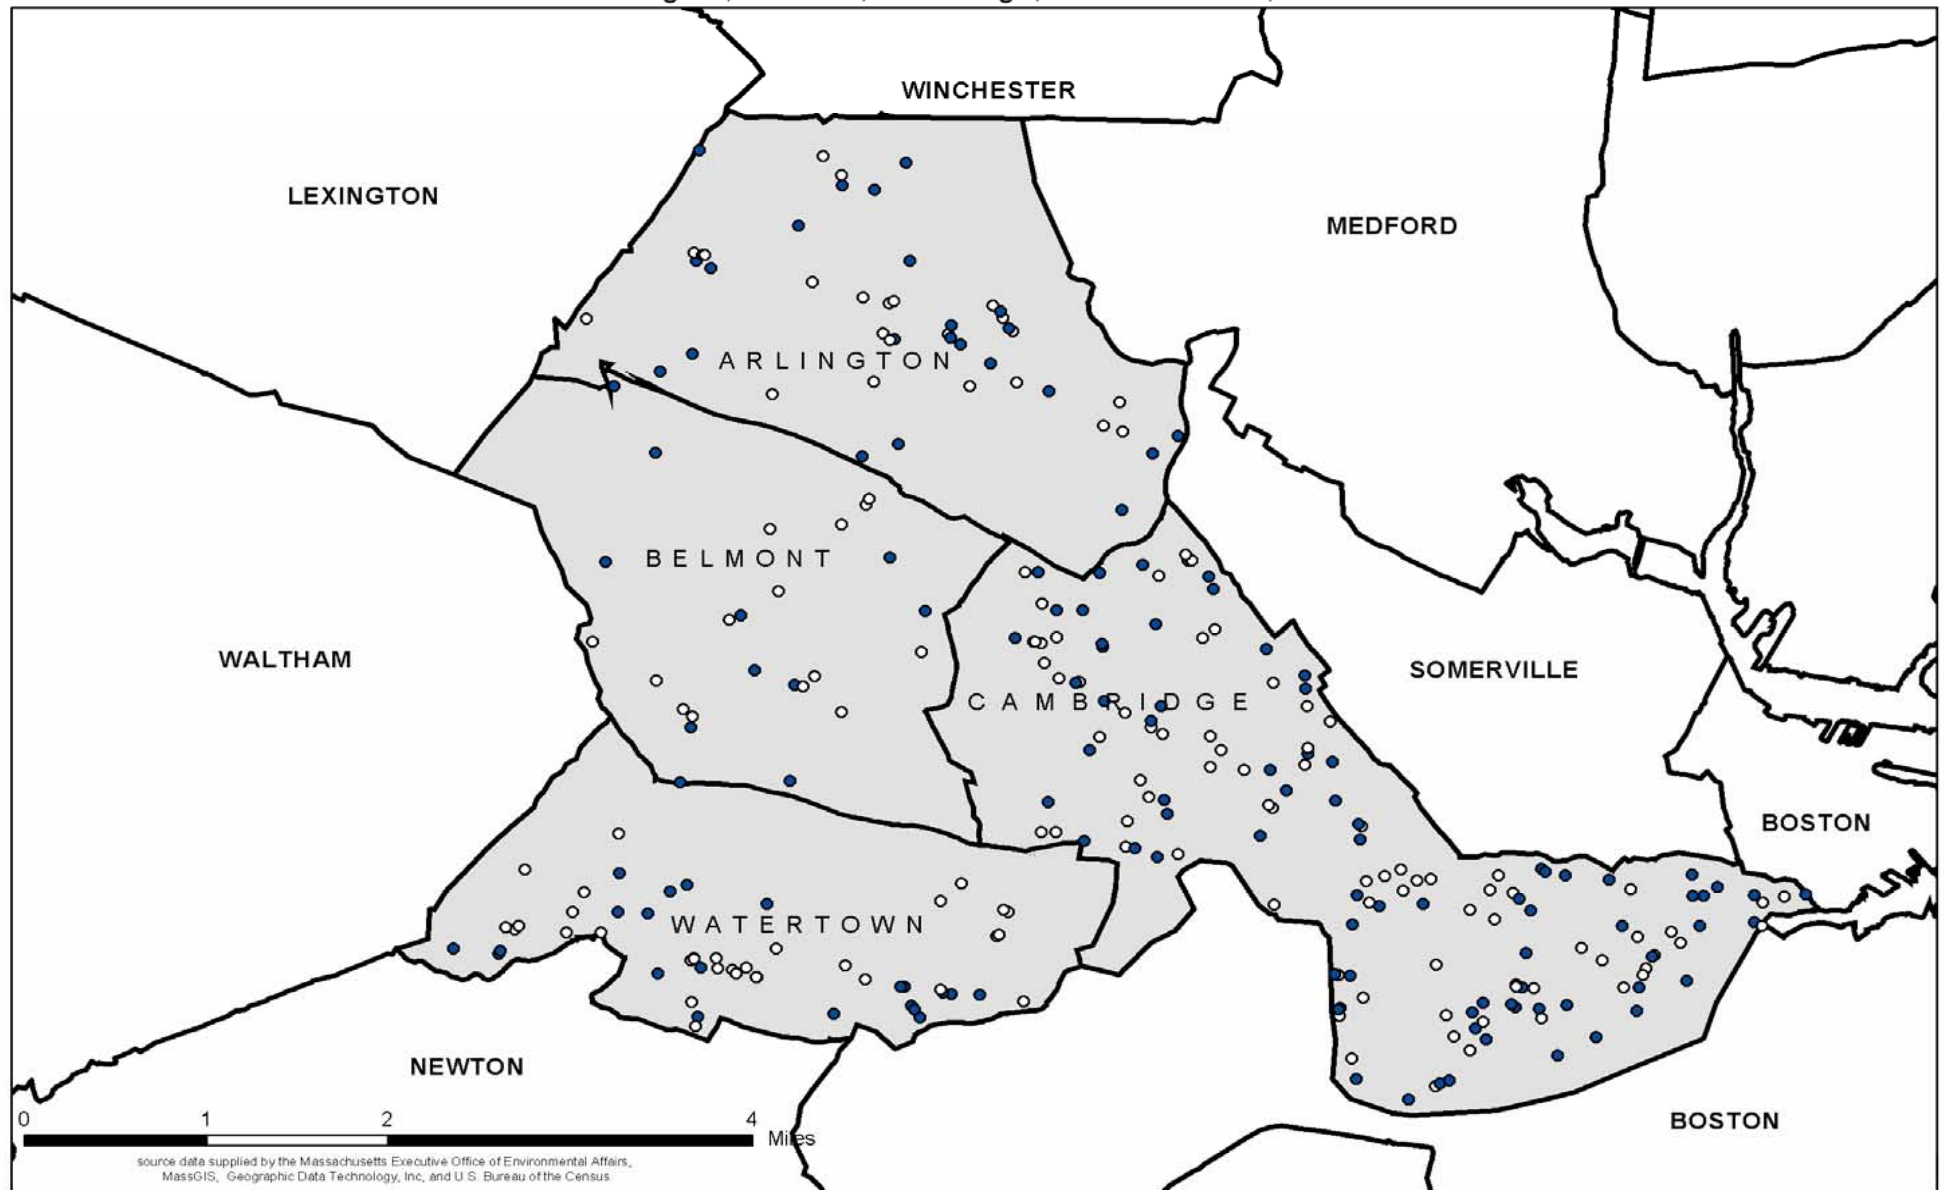 WINCHESTER
LEXINGTON
MEDFORD
ARLINGTON
BELMONT
WALTHAM
SOMERVILLE
CAMBRIDGE
BOSTON
WATERTOWN
NEWTON
BOSTON
0 1 2 4
Miles
source data supplied by the Massachusetts Executive Office of Environmental Affairs,
MassGIS, Geographic Data Technology, Inc, and U.S. Bureau of the Census